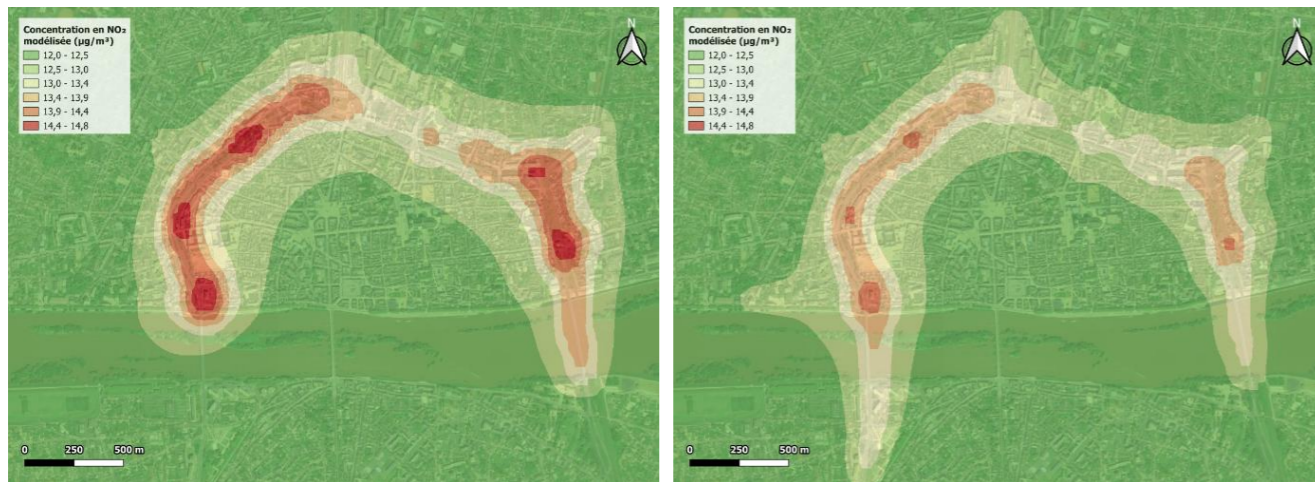 Concentration en NO₂
modélisée (µg/m³)
12,0 - 12,5
12,5 - 13,0
13,0 - 13,4
13,4 - 13,9
13,9 - 14,4
14,4 - 14,8
N
0 250 500 m
Concentration en NO₂
modélisée (µg/m³)
12,0 - 12,5
12,5 - 13,0
13,0 - 13,4
13,4 - 13,9
13,9 - 14,4
14,4 - 14,8
N
0 250 500 m